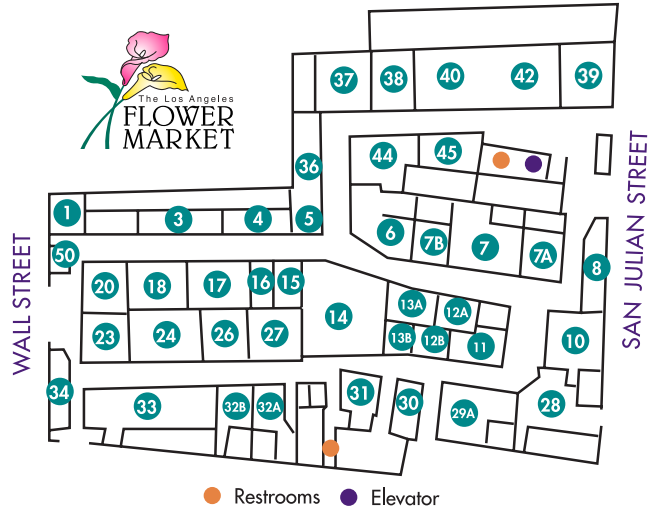 The Los Angeles
FLOWER
MARKET
WALL STREET
SAN JULIAN STREET
37
38
40
42
39
36
44
45
1
3
4
5
6
7B
7
7A
50
8
20
18
17
16
15
14
13A
12A
13B
12B
11
10
23
24
26
27
34
33
32B
32A
31
30
29A
28
Restrooms
Elevator